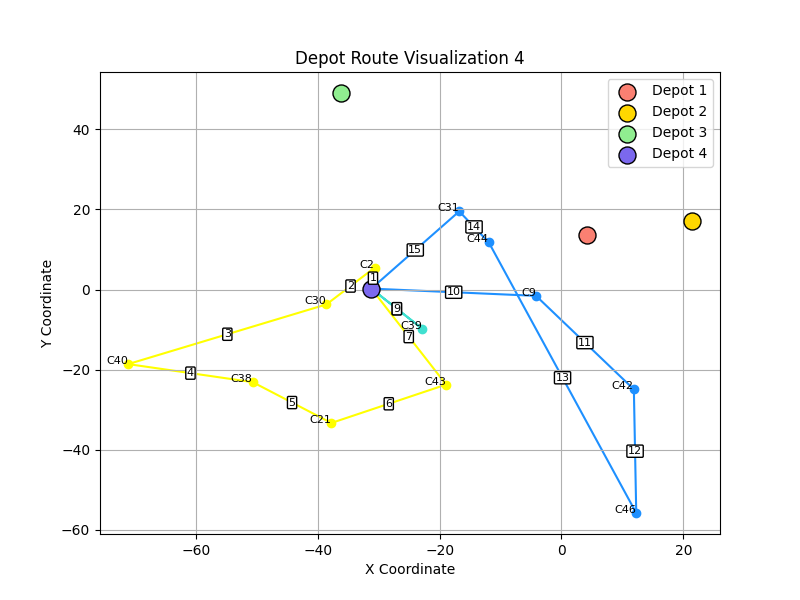 Depot Route Visualization 4
Depot 1
Depot 2
Depot 3
Depot 4
Y Coordinate
40
20
0
−20
−40
−60
C31
14
C44
15
C2
1
2
10
C9
C30
9
C39
3
7
11
13
C40
4
C38
C43
C42
5
6
C21
12
C46
−60
−40
−20
0
20
X Coordinate